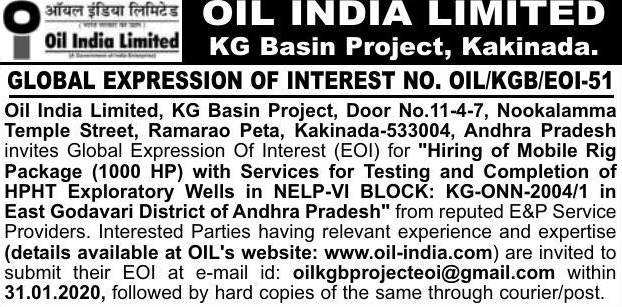 ऑयल इंडिया लिमिटेड
(भारत सरकार का उद्यम)
Oil India Limited
(A Government of India Enterprise)
OIL INDIA LIMITED
KG Basin Project, Kakinada.
GLOBAL EXPRESSION OF INTEREST NO. OIL/KGB/EOI-51
Oil India Limited, KG Basin Project, Door No.11-4-7, Nookalamma
Temple Street, Ramarao Peta, Kakinada-533004, Andhra Pradesh
invites Global Expression Of Interest (EOI) for "Hiring of Mobile Rig
Package (1000 HP) with Services for Testing and Completion of
HPHT Exploratory Wells in NELP-VI BLOCK: KG-ONN-2004/1 in
East Godavari District of Andhra Pradesh" from reputed E&P Service
Providers. Interested Parties having relevant experience and expertise
(details available at OIL's website: www.oil-india.com) are invited to
submit their EOI at e-mail id: oilkgbprojecteoi@gmail.com within
31.01.2020, followed by hard copies of the same through courier/post.